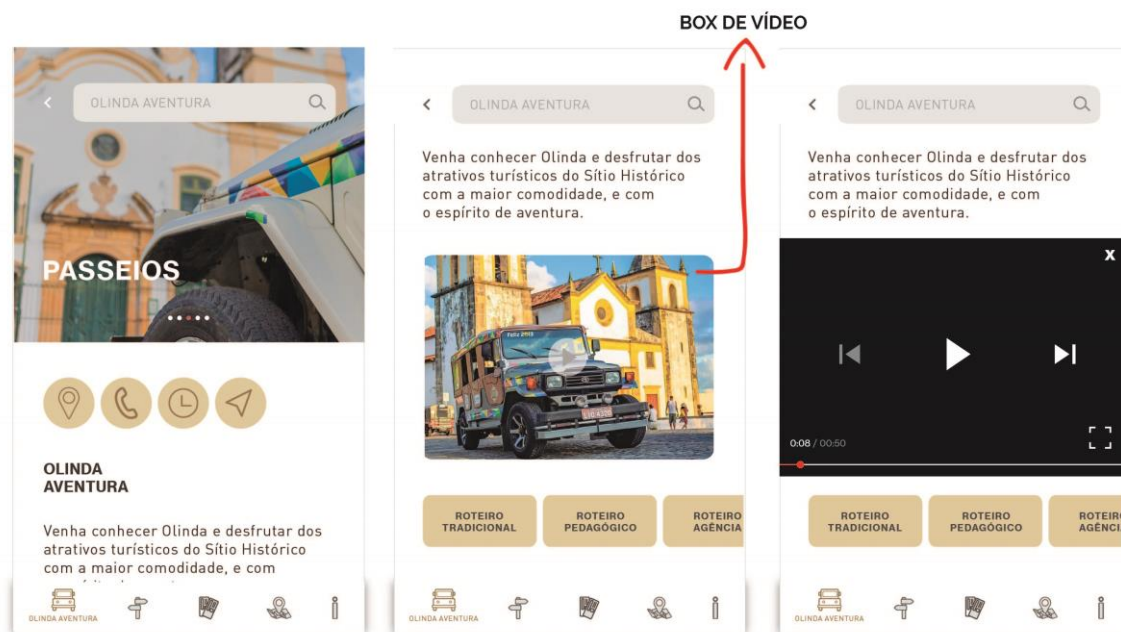 BOX DE VÍDEO
OLINDA AVENTURA
PASSEIOS
OLINDA
AVENTURA
Venha conhecer Olinda e desfrutar dos
atrativos turísticos do Sítio Histórico
com a maior comodidade, e com
OLINDA AVENTURA
OLINDA AVENTURA
Venha conhecer Olinda e desfrutar dos
atrativos turísticos do Sítio Histórico
com a maior comodidade, e com
o espírito de aventura.
ROTEIRO
TRADICIONAL
ROTEIRO
PEDAGÓGICO
ROTEIRO
AGÊNCIA
OLINDA AVENTURA
OLINDA AVENTURA
Venha conhecer Olinda e desfrutar dos
atrativos turísticos do Sítio Histórico
com a maior comodidade, e com
o espírito de aventura.
X
0:08 / 00:50
ROTEIRO
TRADICIONAL
ROTEIRO
PEDAGÓGICO
ROTEIRO
AGÊNCI
OLINDA AVENTURA